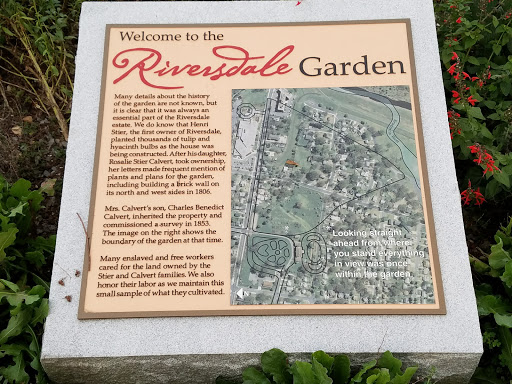 Welcome to the
Riversdale Garden
Many details about the history
of the garden are not known, but
it is clear that it was always an
essential part of the Riversdale
estate. We do know that Henri
Stier, the first owner of Riversdale,
planted thousands of tulip and
hyacinth bulbs as the house was
being constructed. After his daughter,
Rosalie Stier Calvert, took ownership,
her letters made frequent mention of
plants and plans for the garden,
including building a brick wall on
its north and west sides in 1806.
Mrs. Calvert's son, Charles Benedict
Calvert, inherited the property and
commissioned a survey in 1853.
The image on the right shows the
boundary of the garden at that time.
Many enslaved and free workers
cared for the land owned by the
Stier and Calvert families. We also
honor their labor as we maintain this
small sample of what they cultivated.
Looking straight
ahead from where
you stand everything
in view was once
within the garden